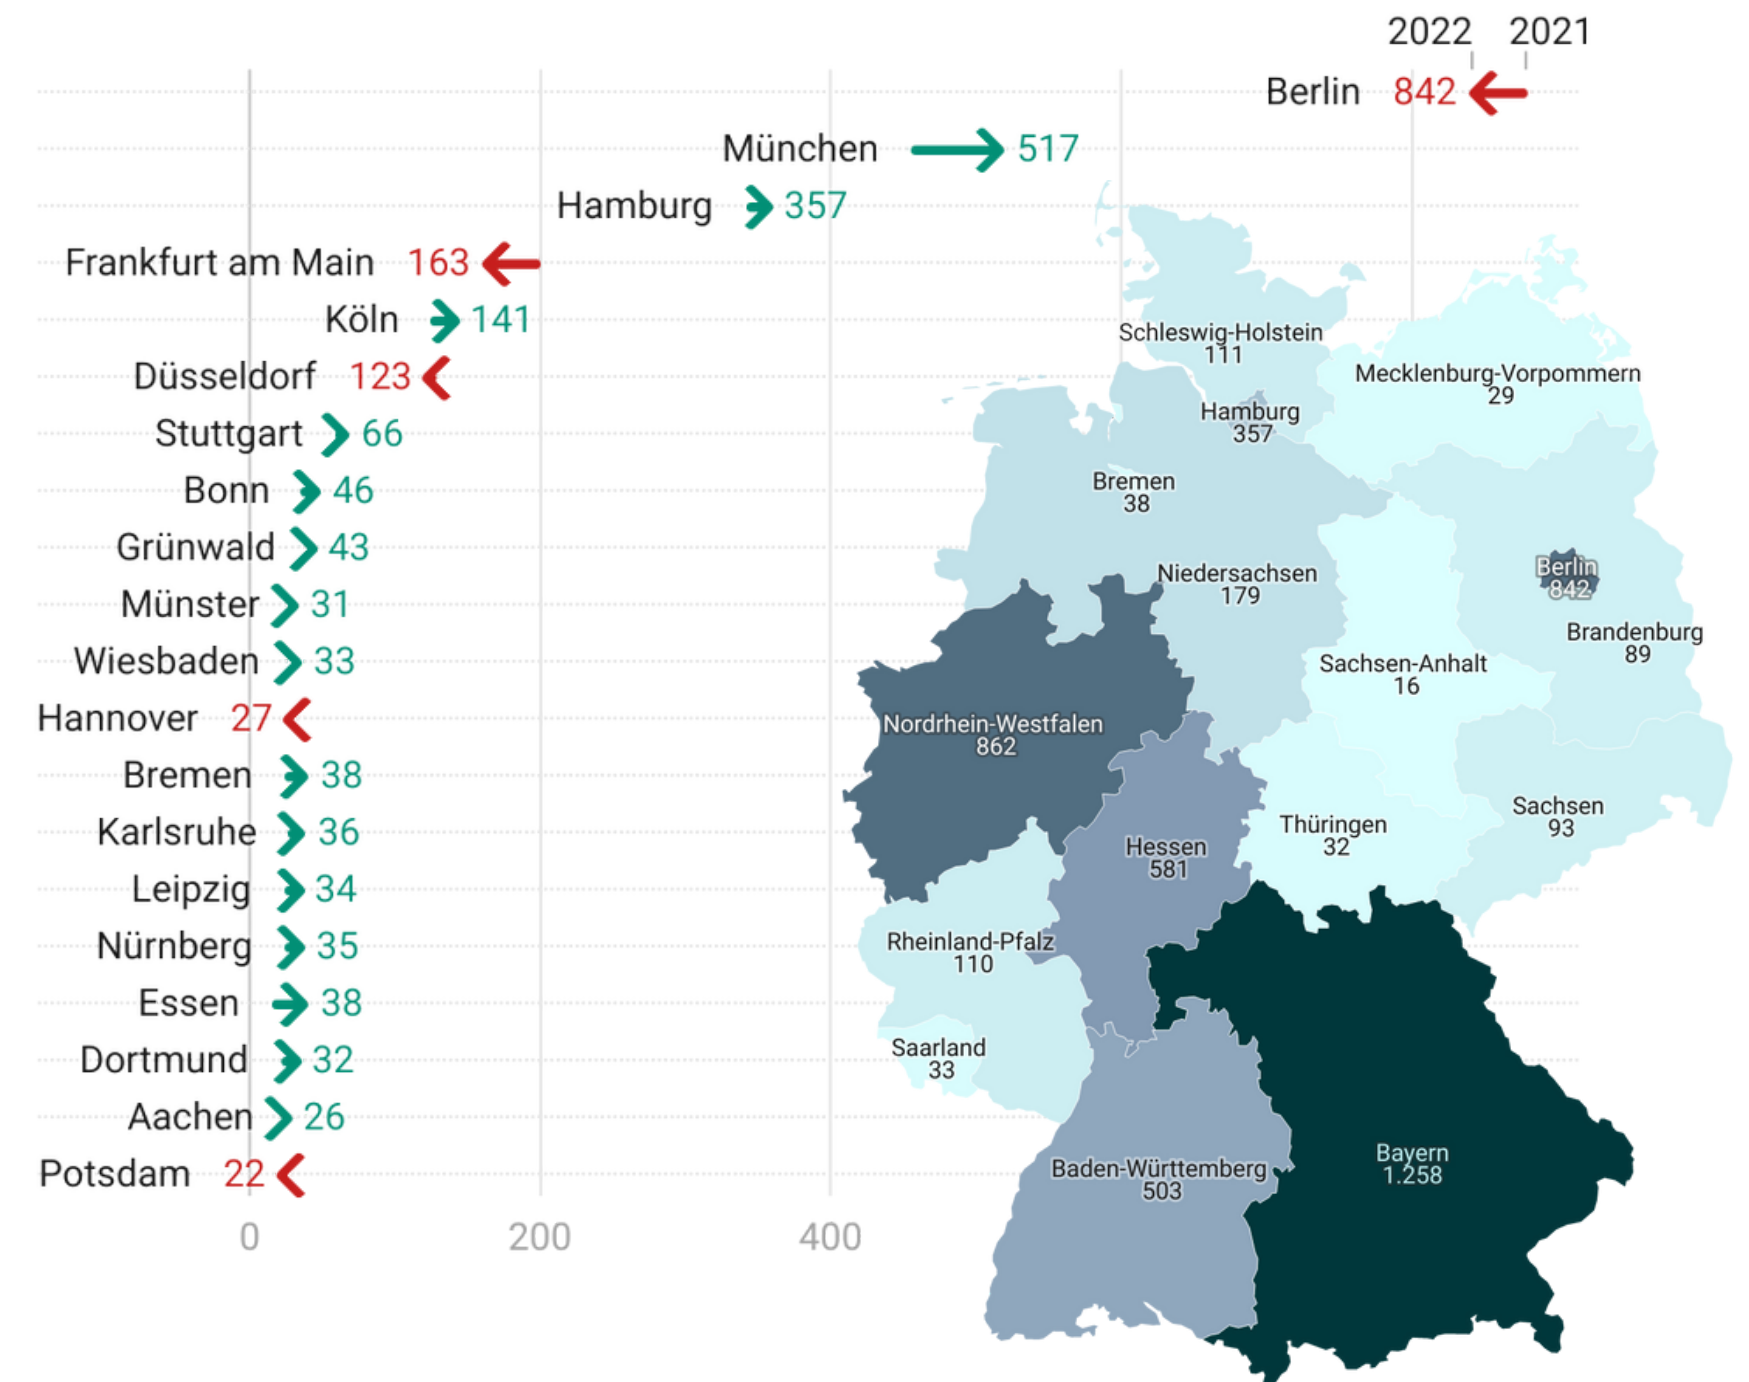 2022 2021
Berlin 842
München 517
Hamburg 357
Frankfurt am Main 163
Köln 141
Düsseldorf 123
Stuttgart 66
Bonn 46
Grünwald 43
Münster 31
Wiesbaden 33
Hannover 27
Bremen 38
Karlsruhe 36
Leipzig 34
Nürnberg 35
Essen 38
Dortmund 32
Aachen 26
Potsdam 22
0 200 400
Schleswig-Holstein
111
Mecklenburg-Vorpommern
29
Hamburg
357
Bremen
38
Niedersachsen
179
Berlin
842
Brandenburg
89
Sachsen-Anhalt
16
Nordrhein-Westfalen
862
Sachsen
93
Thüringen
32
Hessen
581
Rheinland-Pfalz
110
Saarland
33
Baden-Württemberg
503
Bayern
1.258